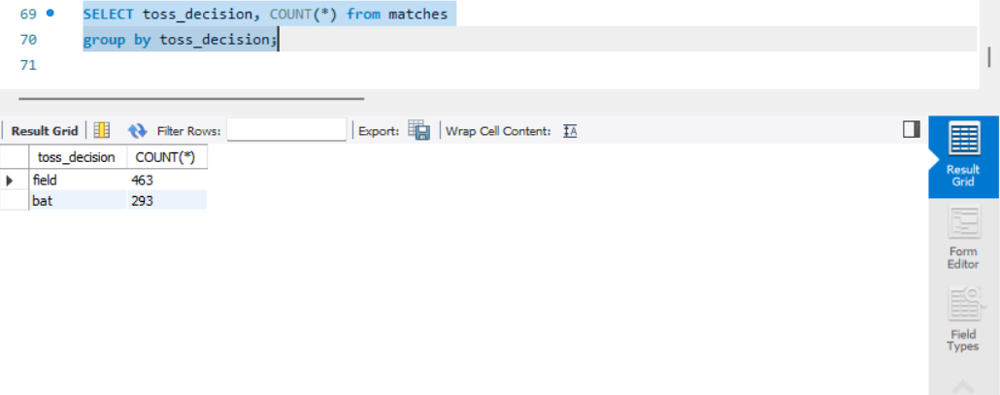 69 SELECT toss_decision, COUNT(*) from matches
70 group by toss_decision;
71
Result Grid Filter Rows: Export: Wrap Cell Content: IA
toss_decision COUNT(*)
field 463
bat 293
Result
Grid
Form
Editor
Field
Types